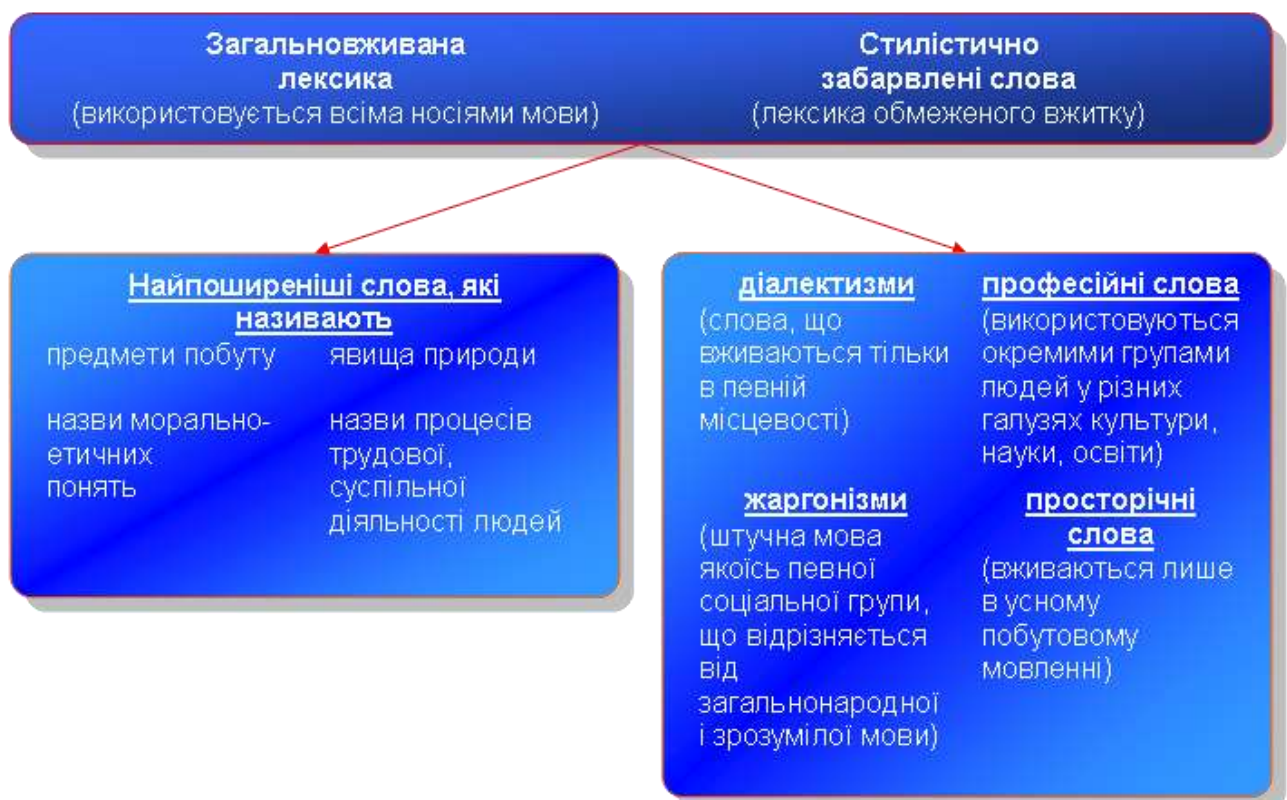 Загальновживана
лексика
(використовується всіма носіями мови)
Стилістично
забарвлені слова
(лексика обмеженого вжитку)
Найпоширеніші слова, які
називають
предмети побуту
явища природи
назви морально-
етичних
понять
назви процесів
трудової,
суспільної
діяльності людей
діалектизми
(слова, що
вживаються тільки
в певній
місцевості)
професійні слова
(використовуються
окремими групами
людей у різних
галузях культури,
науки, освіти)
жаргонізми
(штучна мова
якоїсь певної
соціальної групи,
що відрізняється
від
загальнонародної
і зрозумілої мови)
просторічні
слова
(вживаються лише
в усному
побутовому
мовленні)